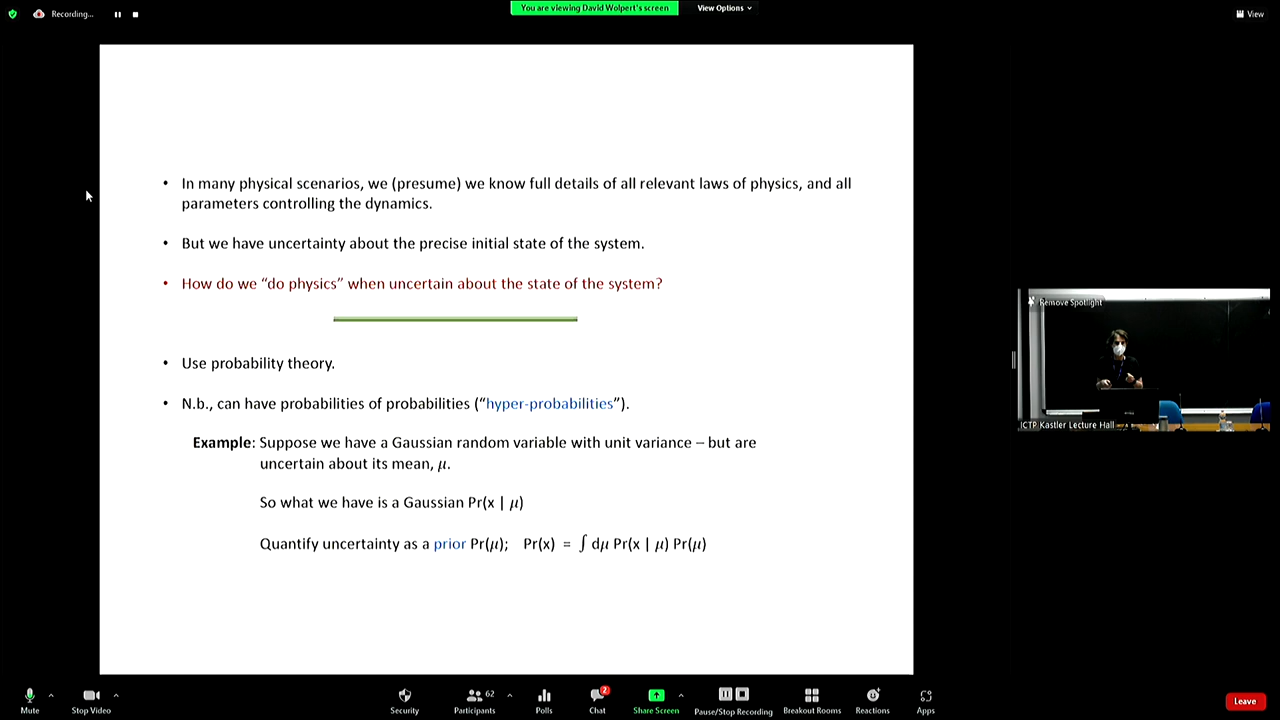 Recording...
You are viewing David Wolpert's screen
View Options
View
• In many physical scenarios, we (presume) we know full details of all relevant laws of physics, and all
parameters controlling the dynamics.
• But we have uncertainty about the precise initial state of the system.
• How do we “do physics” when uncertain about the state of the system?
• Use probability theory.
• N.b., can have probabilities of probabilities (“hyper-probabilities”).
Example: Suppose we have a Gaussian random variable with unit variance – but are
uncertain about its mean, μ.
So what we have is a Gaussian Pr(x | μ)
Quantify uncertainty as a prior Pr(μ); Pr(x) = ∫ dμ Pr(x | μ) Pr(μ)
Remove Spotlight
ICTP Kastler Lecture Hall
Mute
Stop Video
Security
62
Participants
Polls
2
Chat
Share Screen
Pause/Stop Recording
Breakout Rooms
Reactions
Apps
Leave